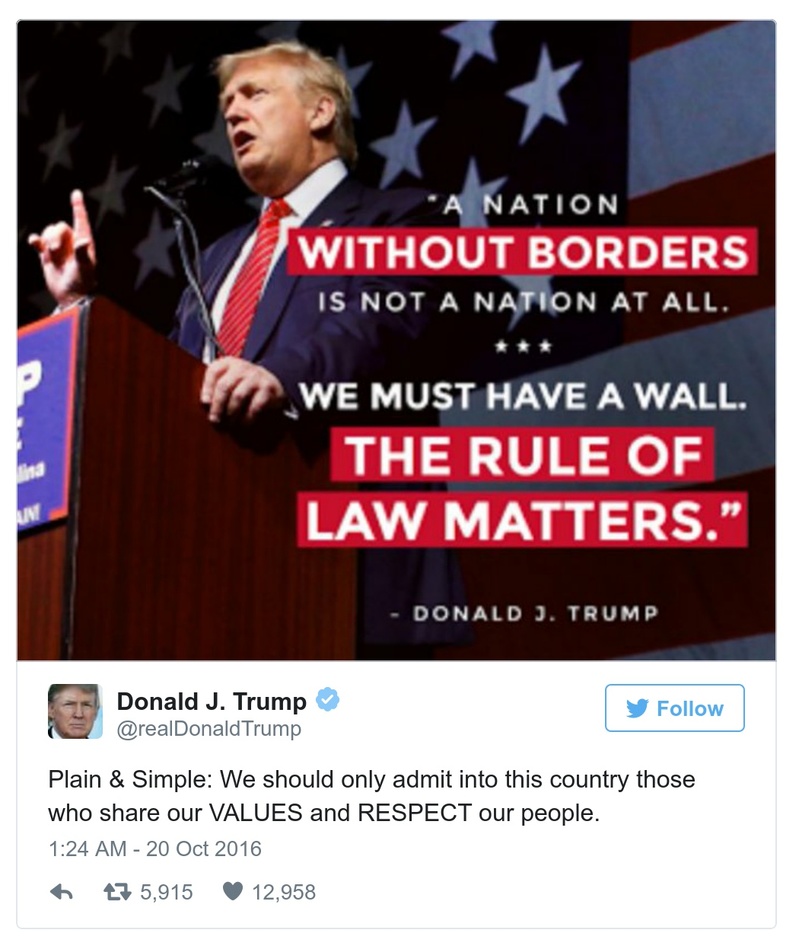 "A NATION
WITHOUT BORDERS
IS NOT A NATION AT ALL.
***
WE MUST HAVE A WALL.
THE RULE OF
LAW MATTERS."
- DONALD J. TRUMP
P
lina
AIN!
Donald J. Trump
@realDonaldTrump
Follow
Plain & Simple: We should only admit into this country those
who share our VALUES and RESPECT our people.
1:24 AM - 20 Oct 2016
5,915 12,958